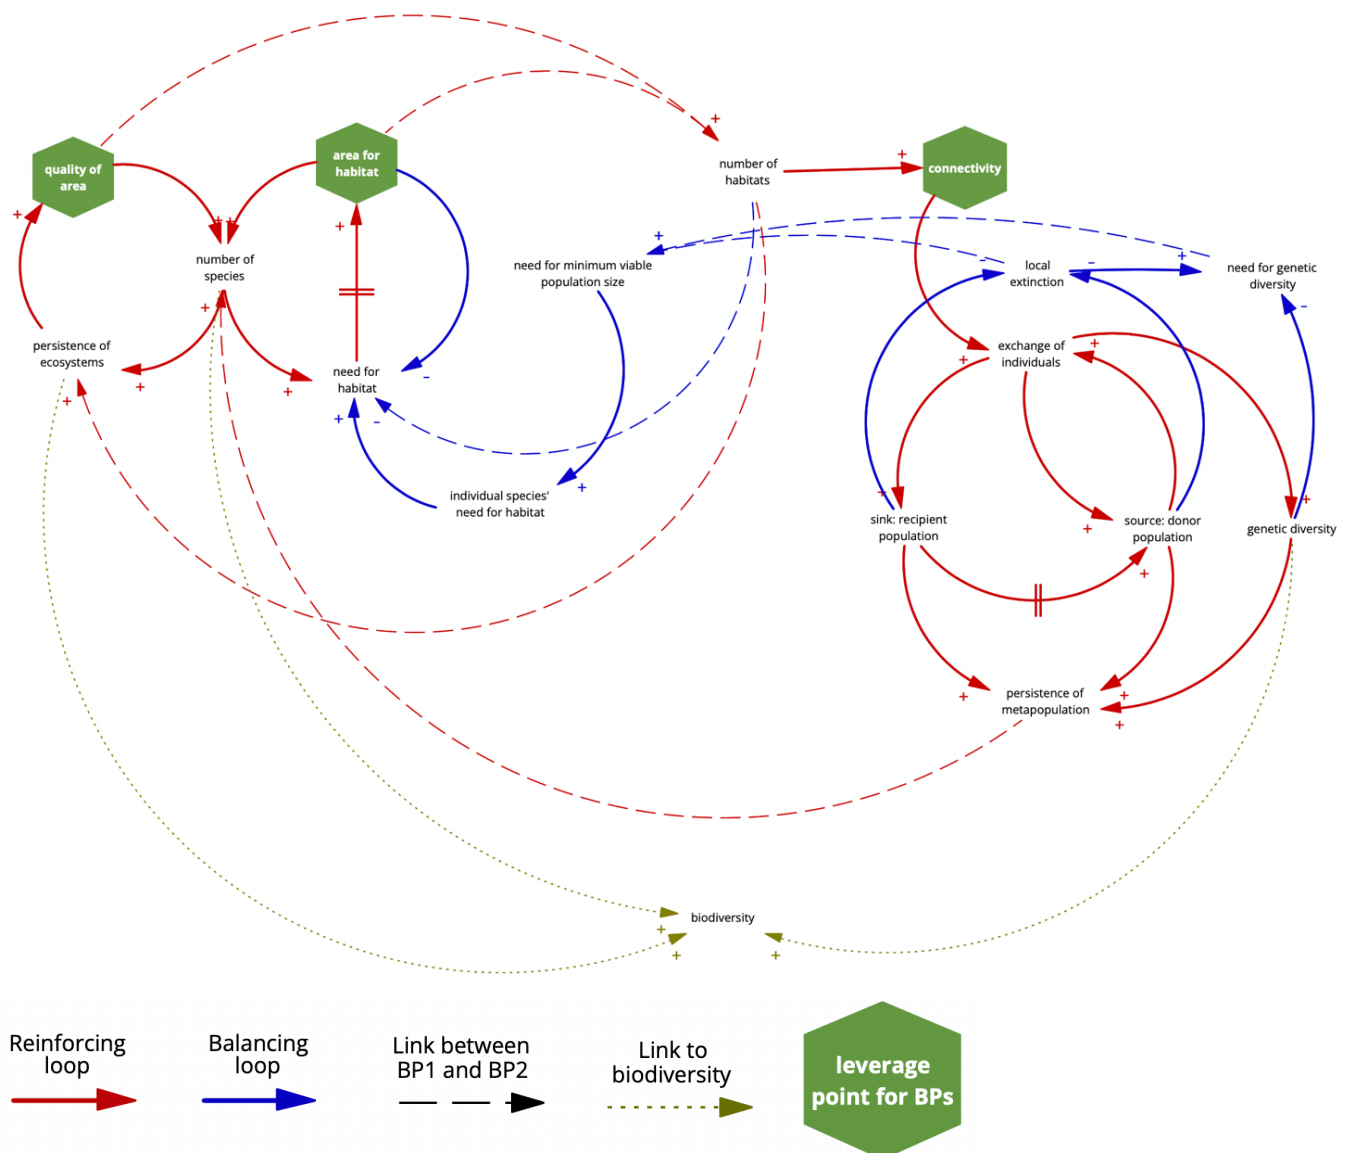 quality of
area
area for
habitat
number of
habitats
connectivity
number of
species
need for minimum viable
population size
local
extinction
need for genetic
diversity
persistence of
ecosystems
need for
habitat
exchange of
individuals
individual species'
need for habitat
sink: recipient
population
source: donor
population
genetic diversity
persistence of
metapopulation
biodiversity
Reinforcing
loop
Balancing
loop
Link between
BP1 and BP2
Link to
biodiversity
leverage
point for BPs